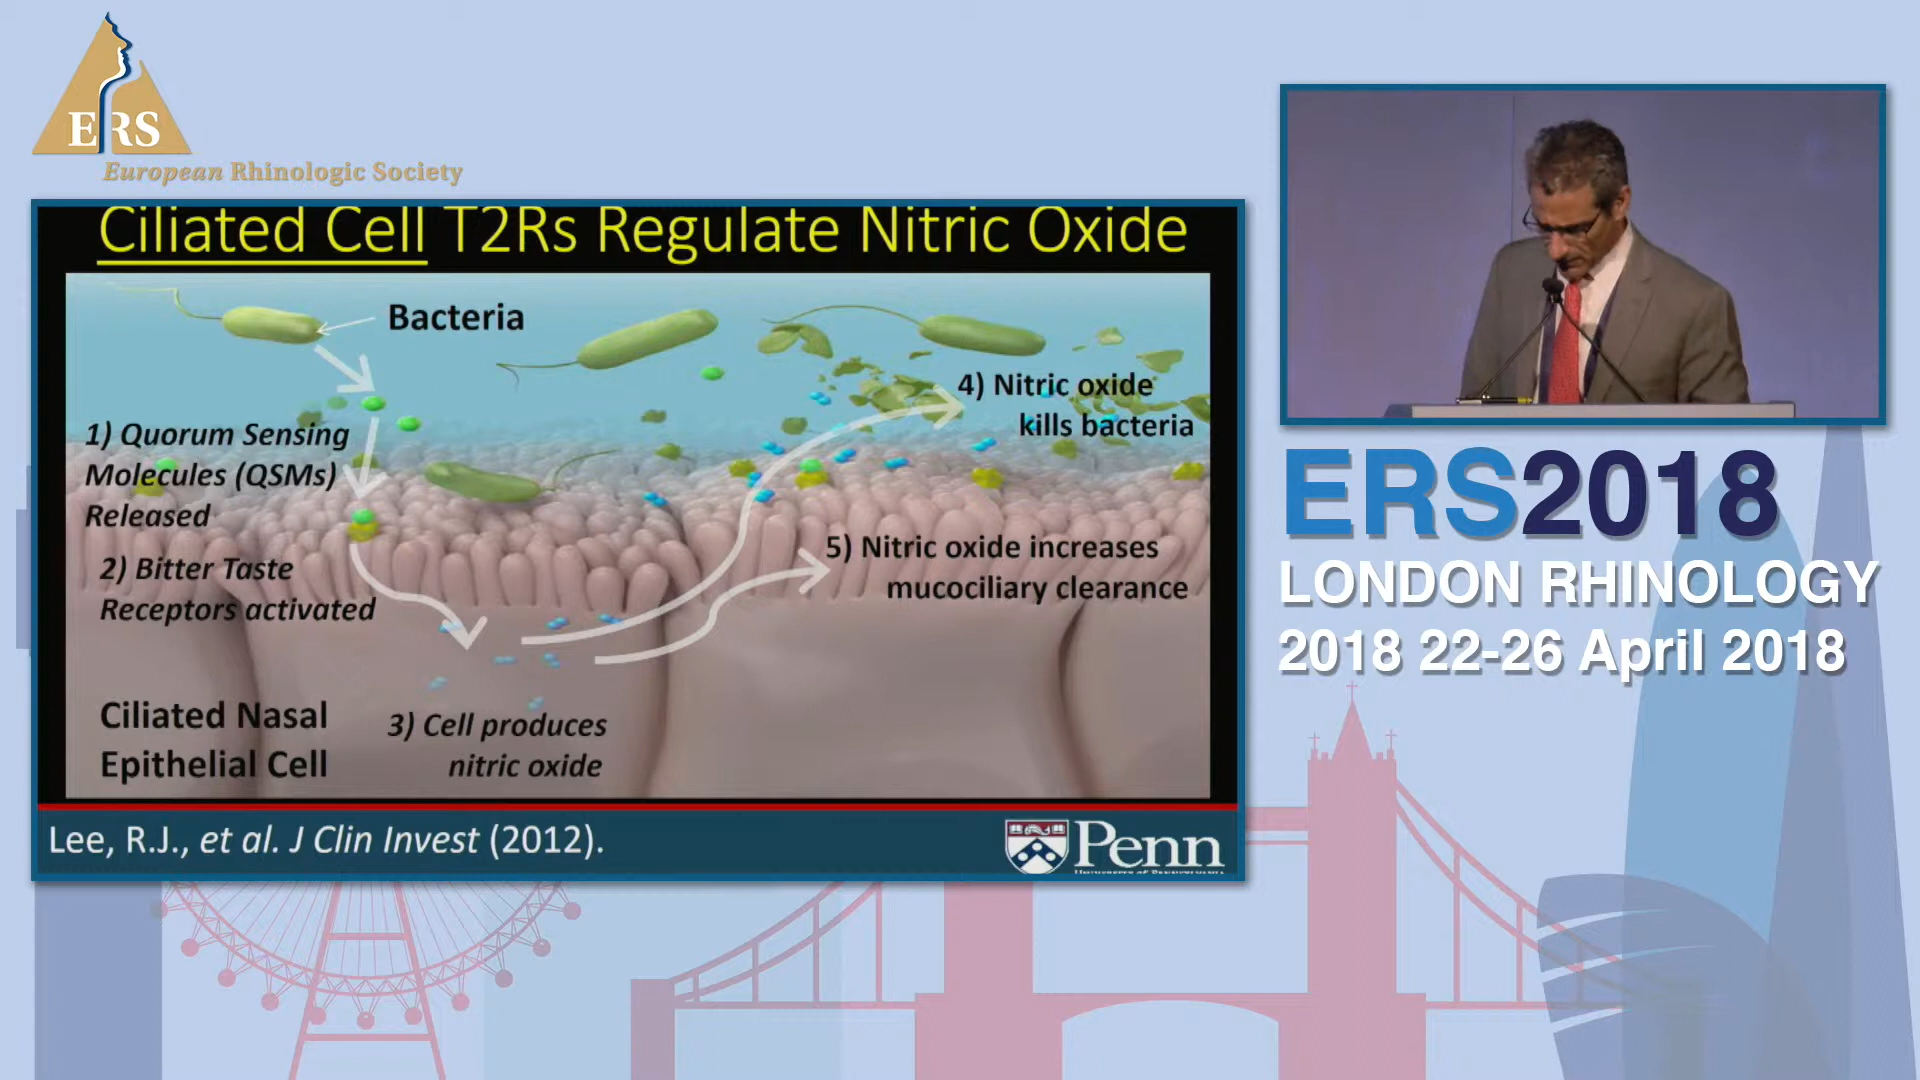 ERS
European Rhinologic Society
Ciliated Cell T2Rs Regulate Nitric Oxide
Bacteria
1) Quorum Sensing
Molecules (QSMs)
Released
2) Bitter Taste
Receptors activated
3) Cell produces
nitric oxide
4) Nitric oxide
kills bacteria
5) Nitric oxide increases
mucociliary clearance
Ciliated Nasal
Epithelial Cell
Lee, R.J., et al. J Clin Invest (2012).
Penn
UNIVERSITY OF PENNSYLVANIA
ERS2018
LONDON RHINOLOGY
2018 22-26 April 2018